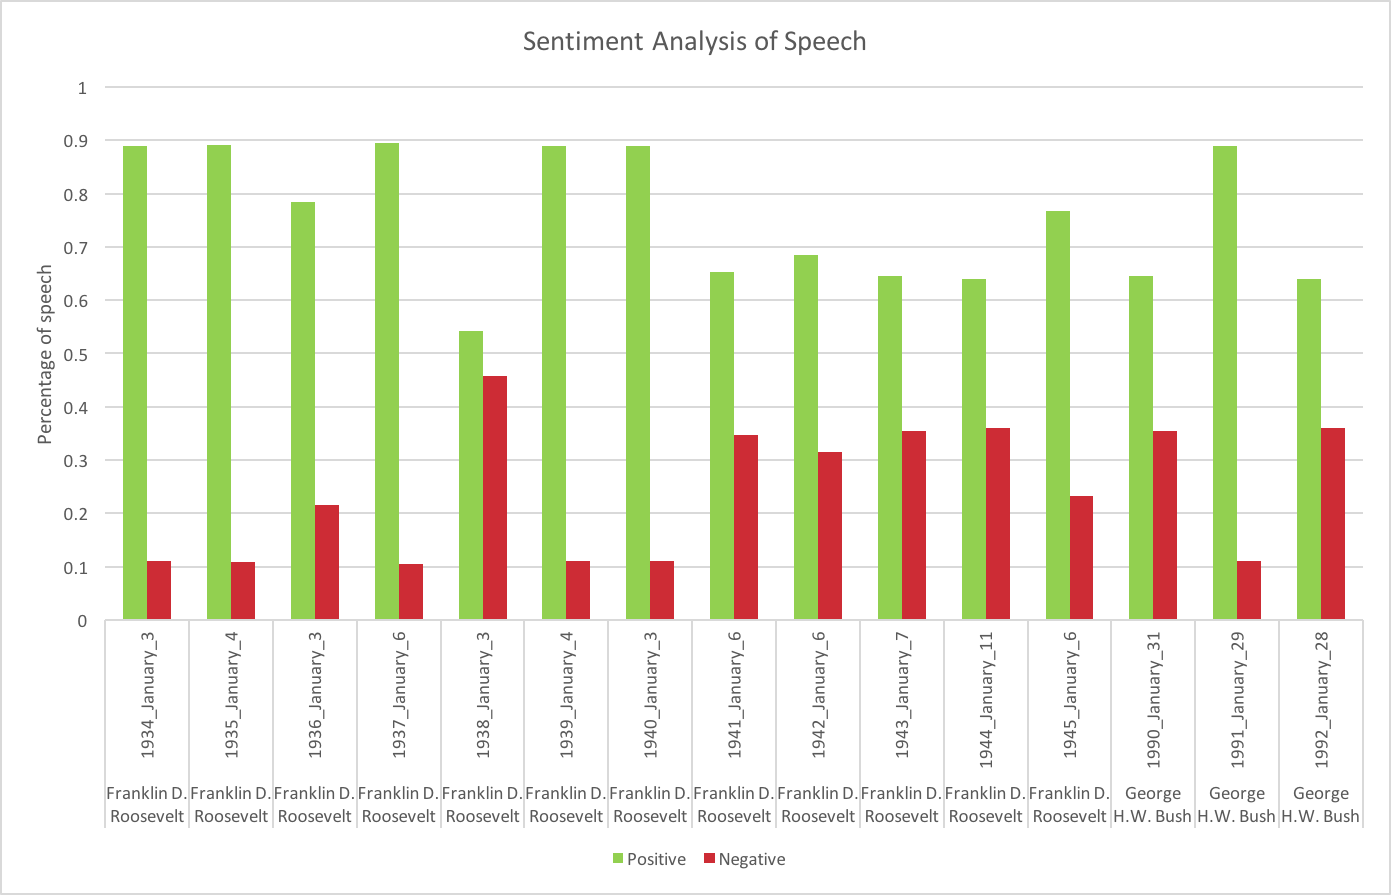 Sentiment Analysis of Speech
Percentage of speech
1
0.9
0.8
0.7
0.6
0.5
0.4
0.3
0.2
0.1
0
1934_January_3
1935_January_4
1936_January_3
1937_January_6
1938_January_3
1939_January_4
1940_January_3
1941_January_6
1942_January_6
1943_January_7
1944_January_11
1945_January_6
1990_January_31
1991_January_29
1992_January_28
Franklin D. Franklin D. Franklin D. Franklin D. Franklin D. Franklin D. Franklin D. Franklin D. Franklin D. Franklin D. Franklin D. Franklin D. George George George
Roosevelt Roosevelt Roosevelt Roosevelt Roosevelt Roosevelt Roosevelt Roosevelt Roosevelt Roosevelt Roosevelt Roosevelt H.W. Bush H.W. Bush H.W. Bush
Positive Negative